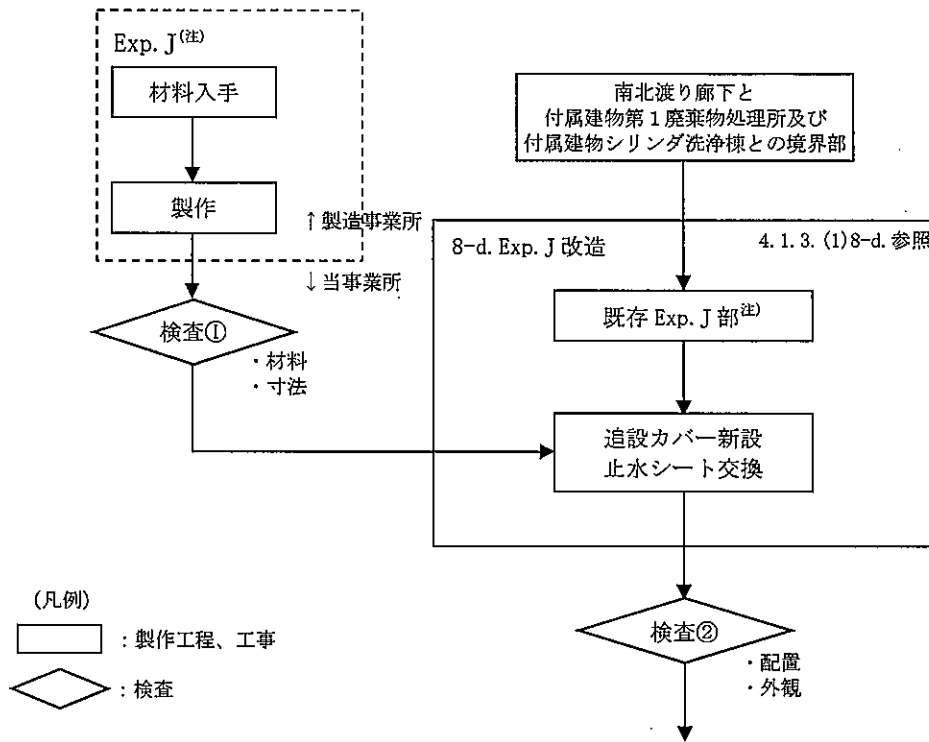 Exp. J(注)
材料入手
製作
↑ 製造事業所
↓ 当事業所
検査①
・材料
・寸法
南北渡り廊下と
付属建物第1廃棄物処理所及び
付属建物シリンダ洗浄棟との境界部
8-d. Exp. J 改造
4. 1. 3. (1)8-d. 参照
既存 Exp. J 部注)
追設カバー新設
止水シート交換
検査②
・配置
・外観
(凡例)
：製作工程、工事
：検査